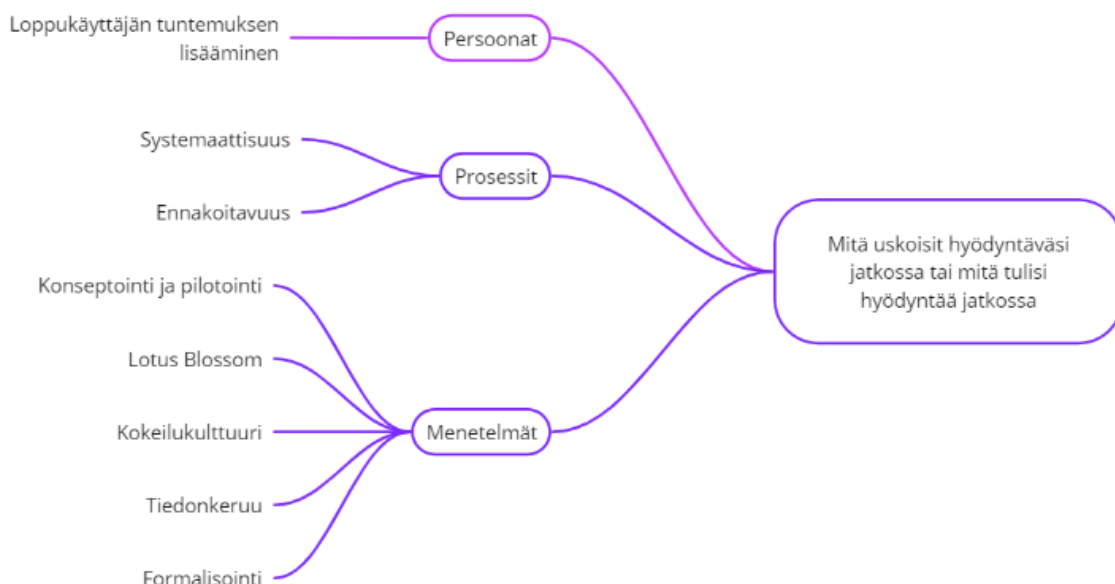 Loppukäyttäjän tuntemuksen
lisääminen
Persoonat
Systemaattisuus
Prosessit
Ennakoitavuus
Mitä uskoisit hyödyntäväsi
jatkossa tai mitä tulisi
hyödyntää jatkossa
Konseptointi ja pilotointi
Lotus Blossom
Kokeilukulttuuri
Menetelmät
Tiedonkeruu
Formalisointi